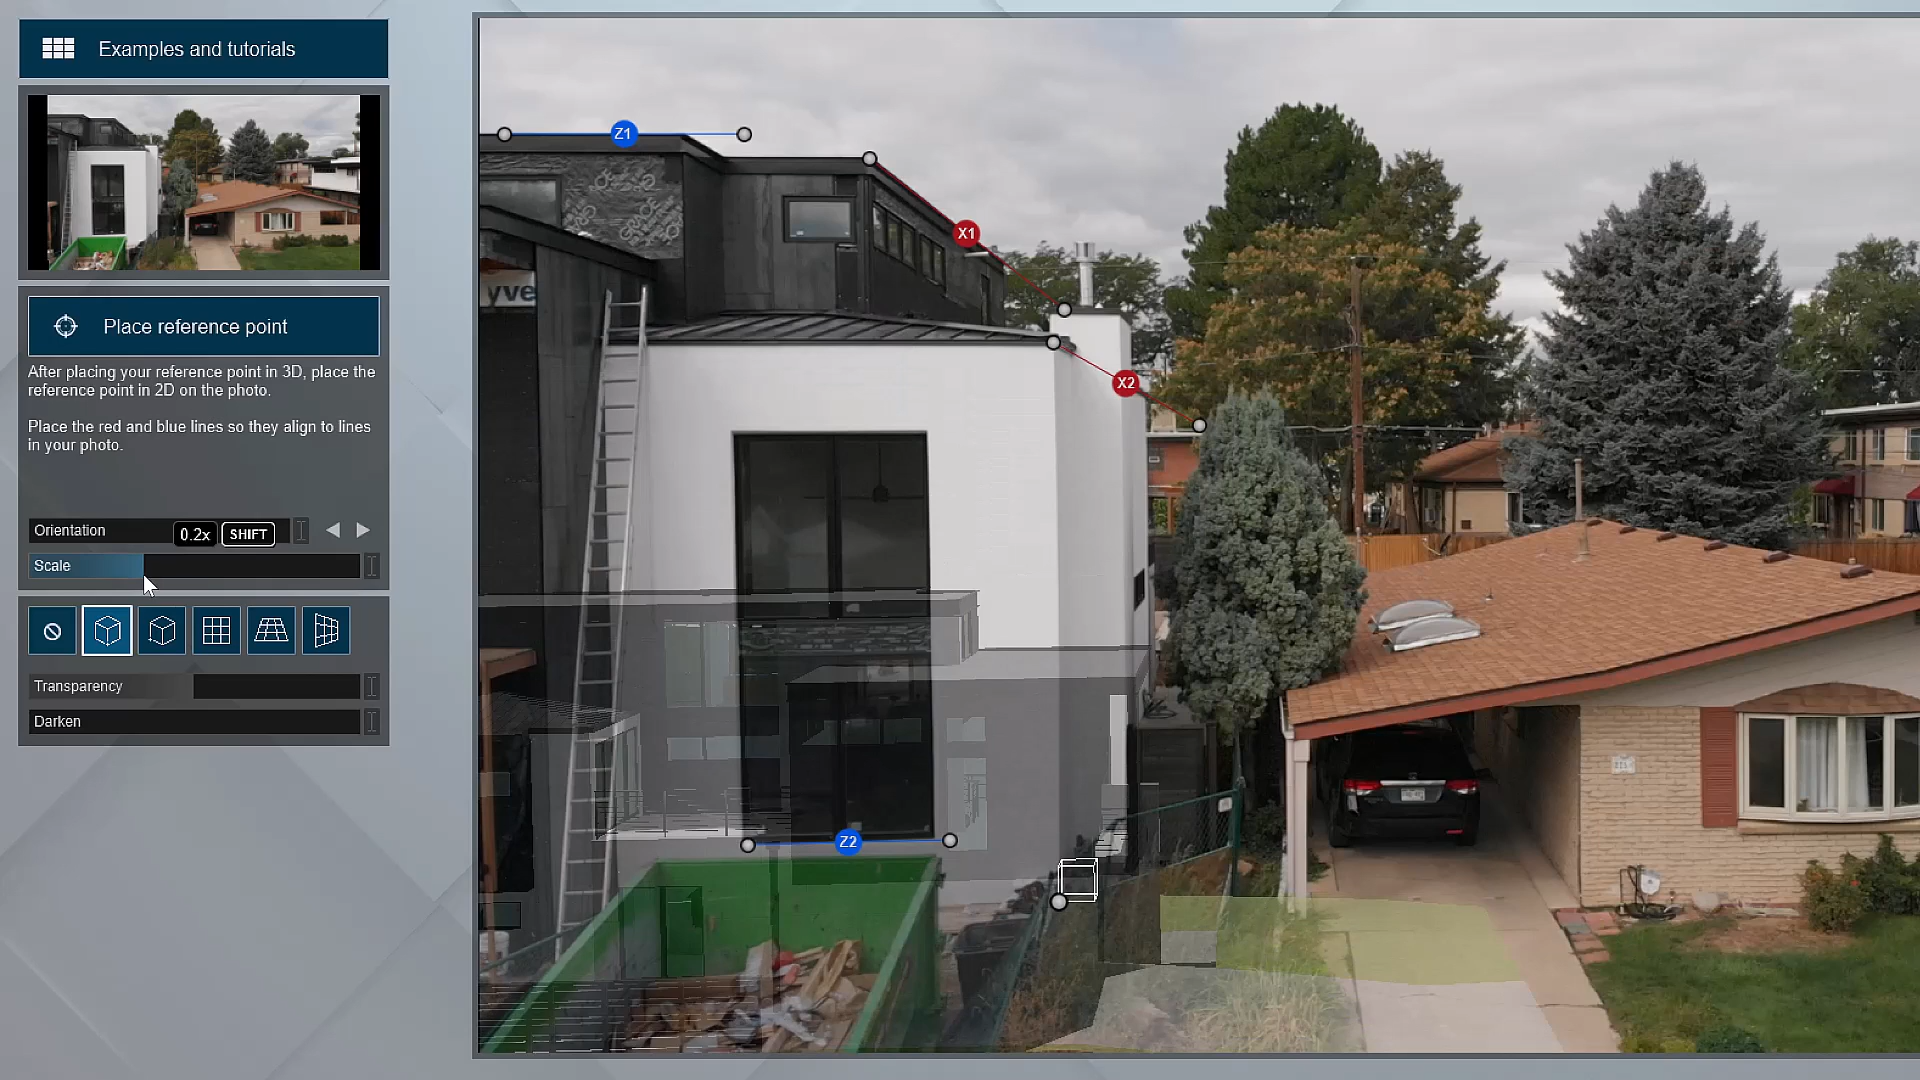 Examples and tutorials
Place reference point
After placing your reference point in 3D, place the
reference point in 2D on the photo.
Place the red and blue lines so they align to lines
in your photo.
Orientation
0.2x
SHIFT
Scale
Transparency
Darken
Z1
X1
X2
Z2
yve